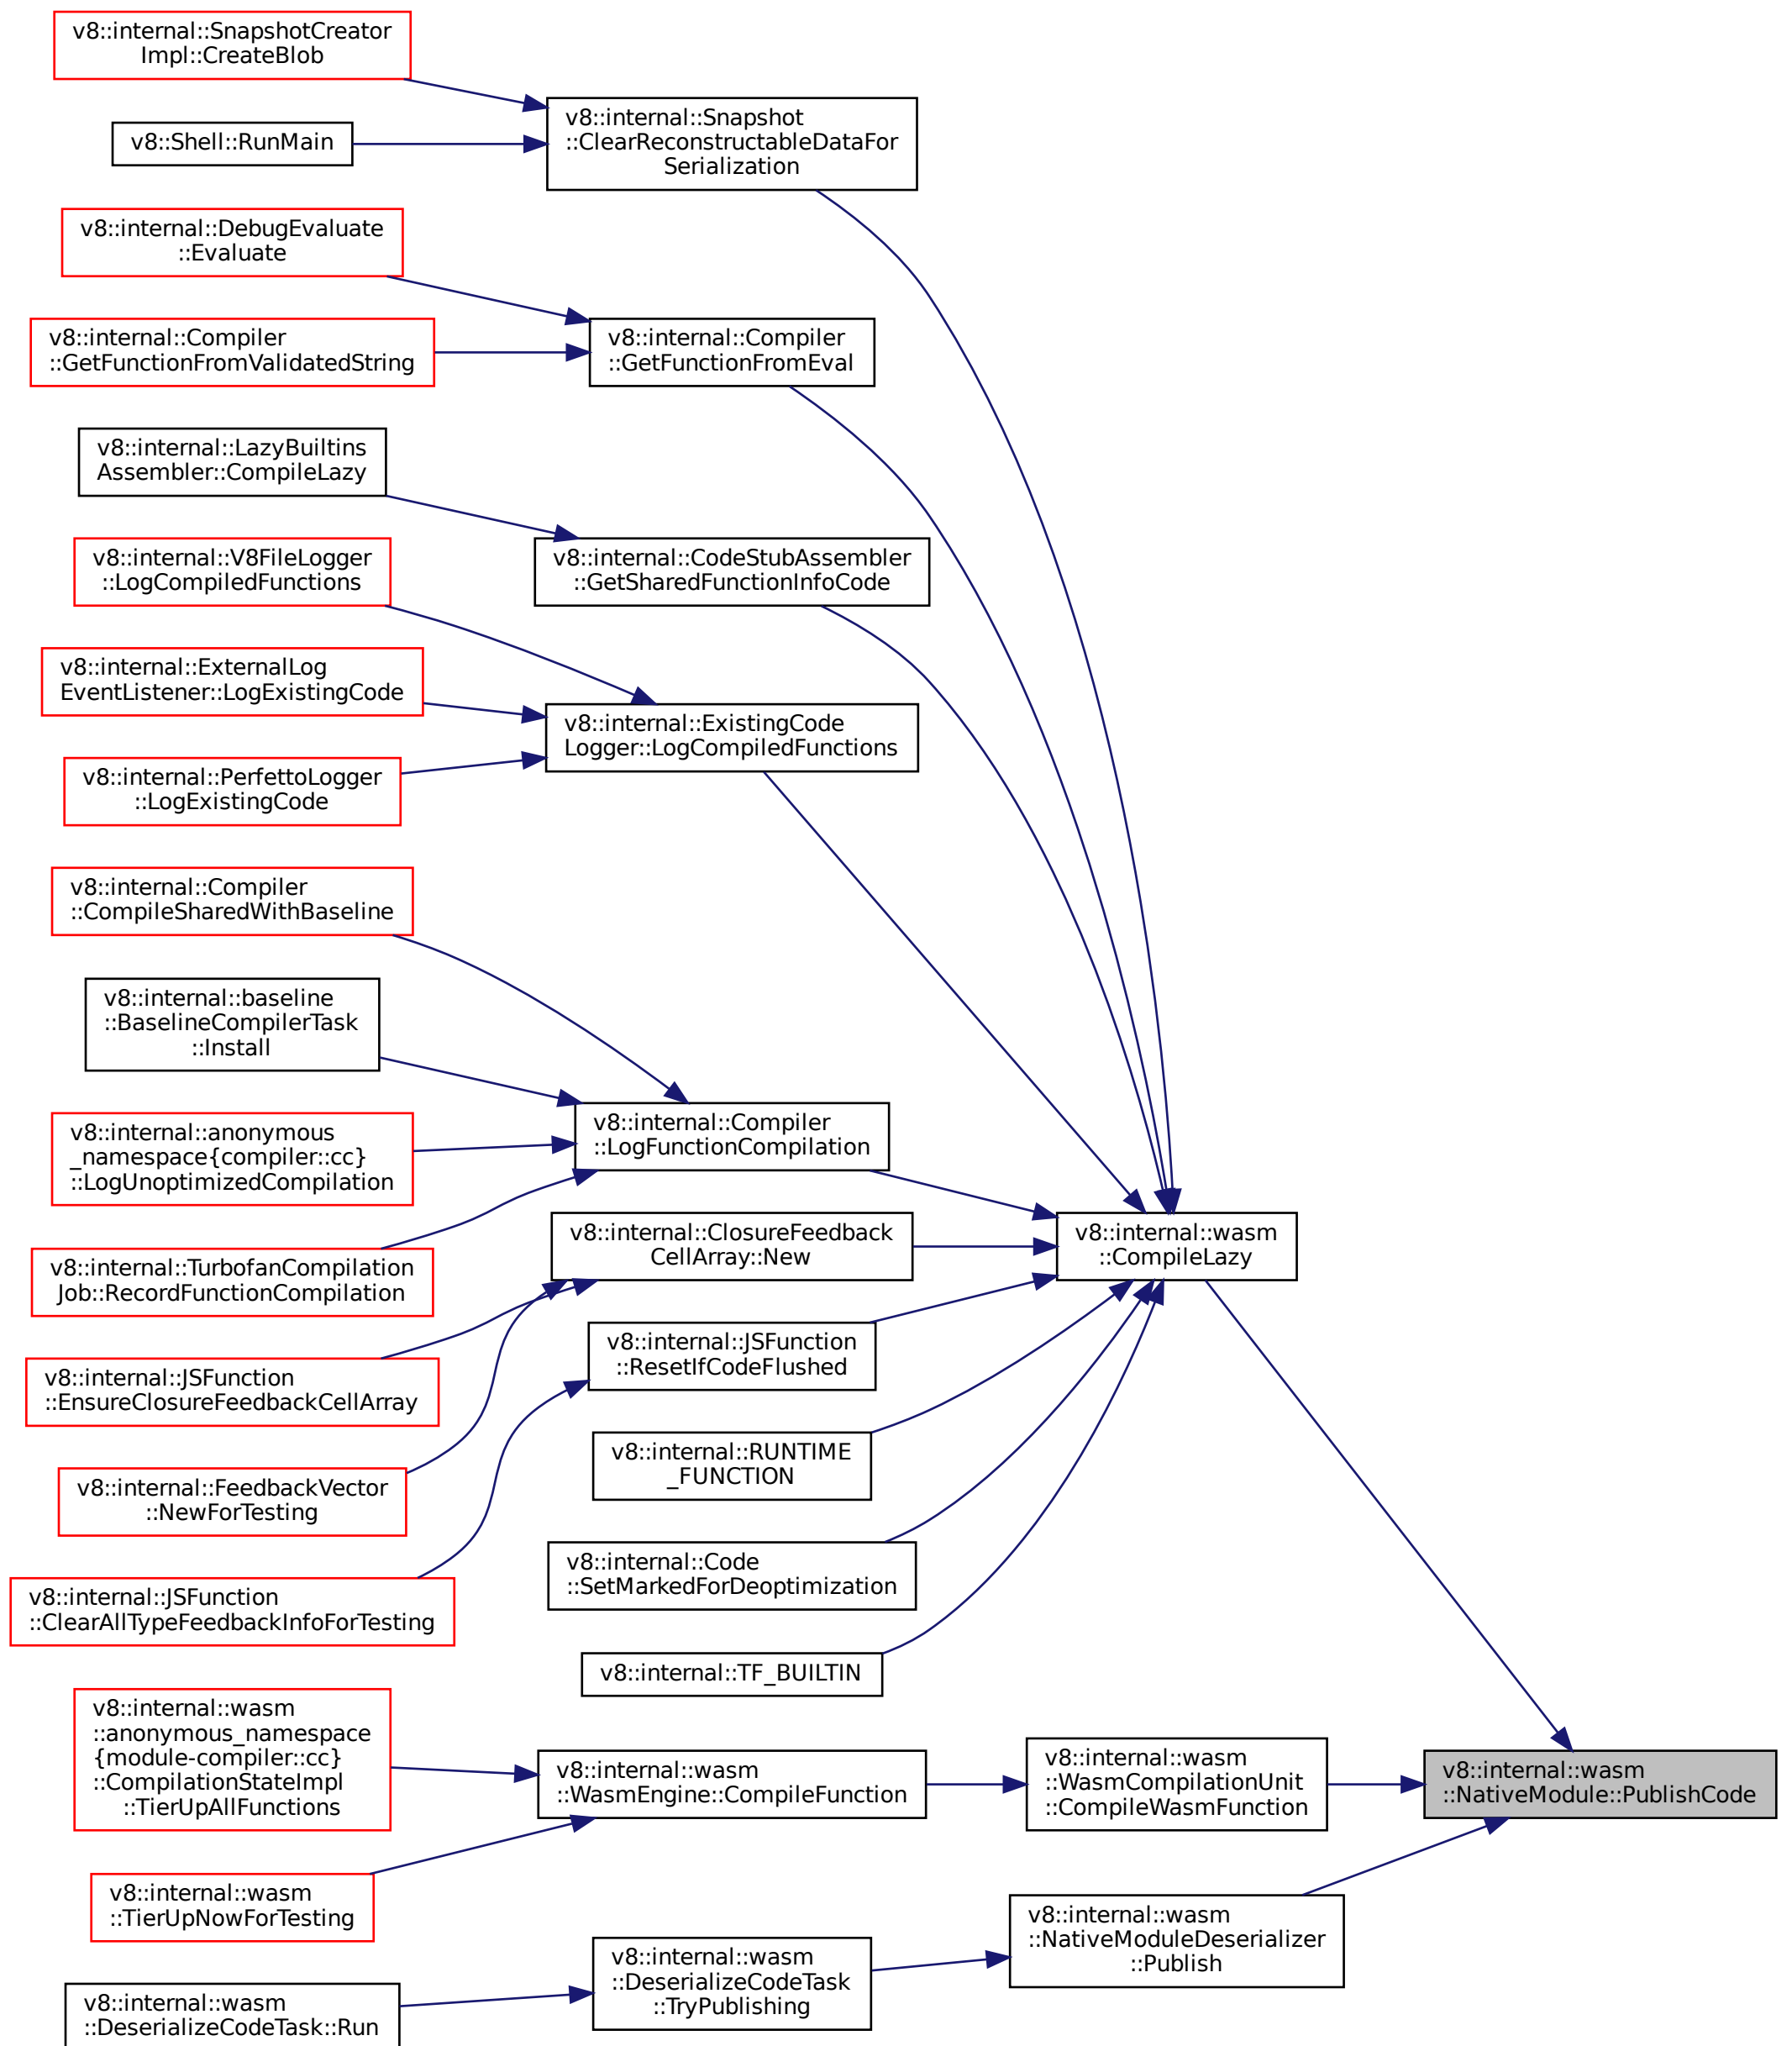 v8::internal::SnapshotCreator
Impl::CreateBlob
v8::internal::Snapshot
::ClearReconstructableDataFor
Serialization
v8::Shell::RunMain
v8::internal::DebugEvaluate
::Evaluate
v8::internal::Compiler
::GetFunctionFromValidatedString
v8::internal::Compiler
::GetFunctionFromEval
v8::internal::LazyBuiltins
Assembler::CompileLazy
v8::internal::V8FileLogger
::LogCompiledFunctions
v8::internal::CodeStubAssembler
::GetSharedFunctionInfoCode
v8::internal::ExternalLog
EventListener::LogExistingCode
v8::internal::ExistingCode
Logger::LogCompiledFunctions
v8::internal::PerfettoLogger
::LogExistingCode
v8::internal::Compiler
::CompileSharedWithBaseline
v8::internal::baseline
::BaselineCompilerTask
::Install
v8::internal::anonymous
_namespace{compiler::cc}
::LogUnoptimizedCompilation
v8::internal::Compiler
::LogFunctionCompilation
v8::internal::TurbofanCompilation
Job::RecordFunctionCompilation
v8::internal::ClosureFeedback
CellArray::New
v8::internal::wasm
::CompileLazy
v8::internal::JSFunction
::EnsureClosureFeedbackCellArray
v8::internal::JSFunction
::ResetIfCodeFlushed
v8::internal::FeedbackVector
::NewForTesting
v8::internal::RUNTIME
_FUNCTION
v8::internal::JSFunction
::ClearAllTypeFeedbackInfoForTesting
v8::internal::Code
::SetMarkedForDeoptimization
v8::internal::TF_BUILTIN
v8::internal::wasm
::anonymous_namespace
{module-compiler::cc}
::CompilationStateImpl
::TierUpAllFunctions
v8::internal::wasm
::WasmEngine::CompileFunction
v8::internal::wasm
::WasmCompilationUnit
::CompileWasmFunction
v8::internal::wasm
::NativeModule::PublishCode
v8::internal::wasm
::TierUpNowForTesting
v8::internal::wasm
::NativeModuleDeserializer
::Publish
v8::internal::wasm
::DeserializeCodeTask
::TryPublishing
v8::internal::wasm
::DeserializeCodeTask::Run